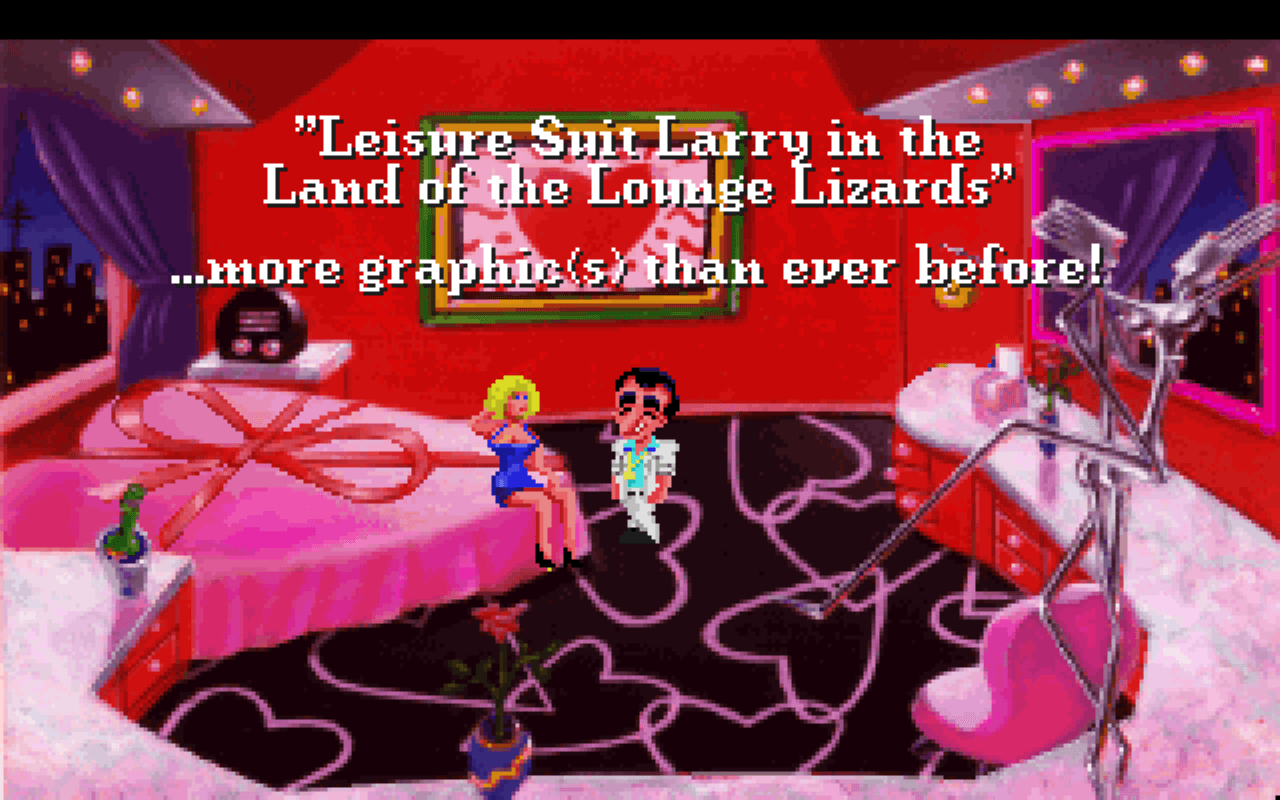 "Leisure Suit Larry in the
Land of the Lounge Lizards"
...more graphic(s) than ever before!